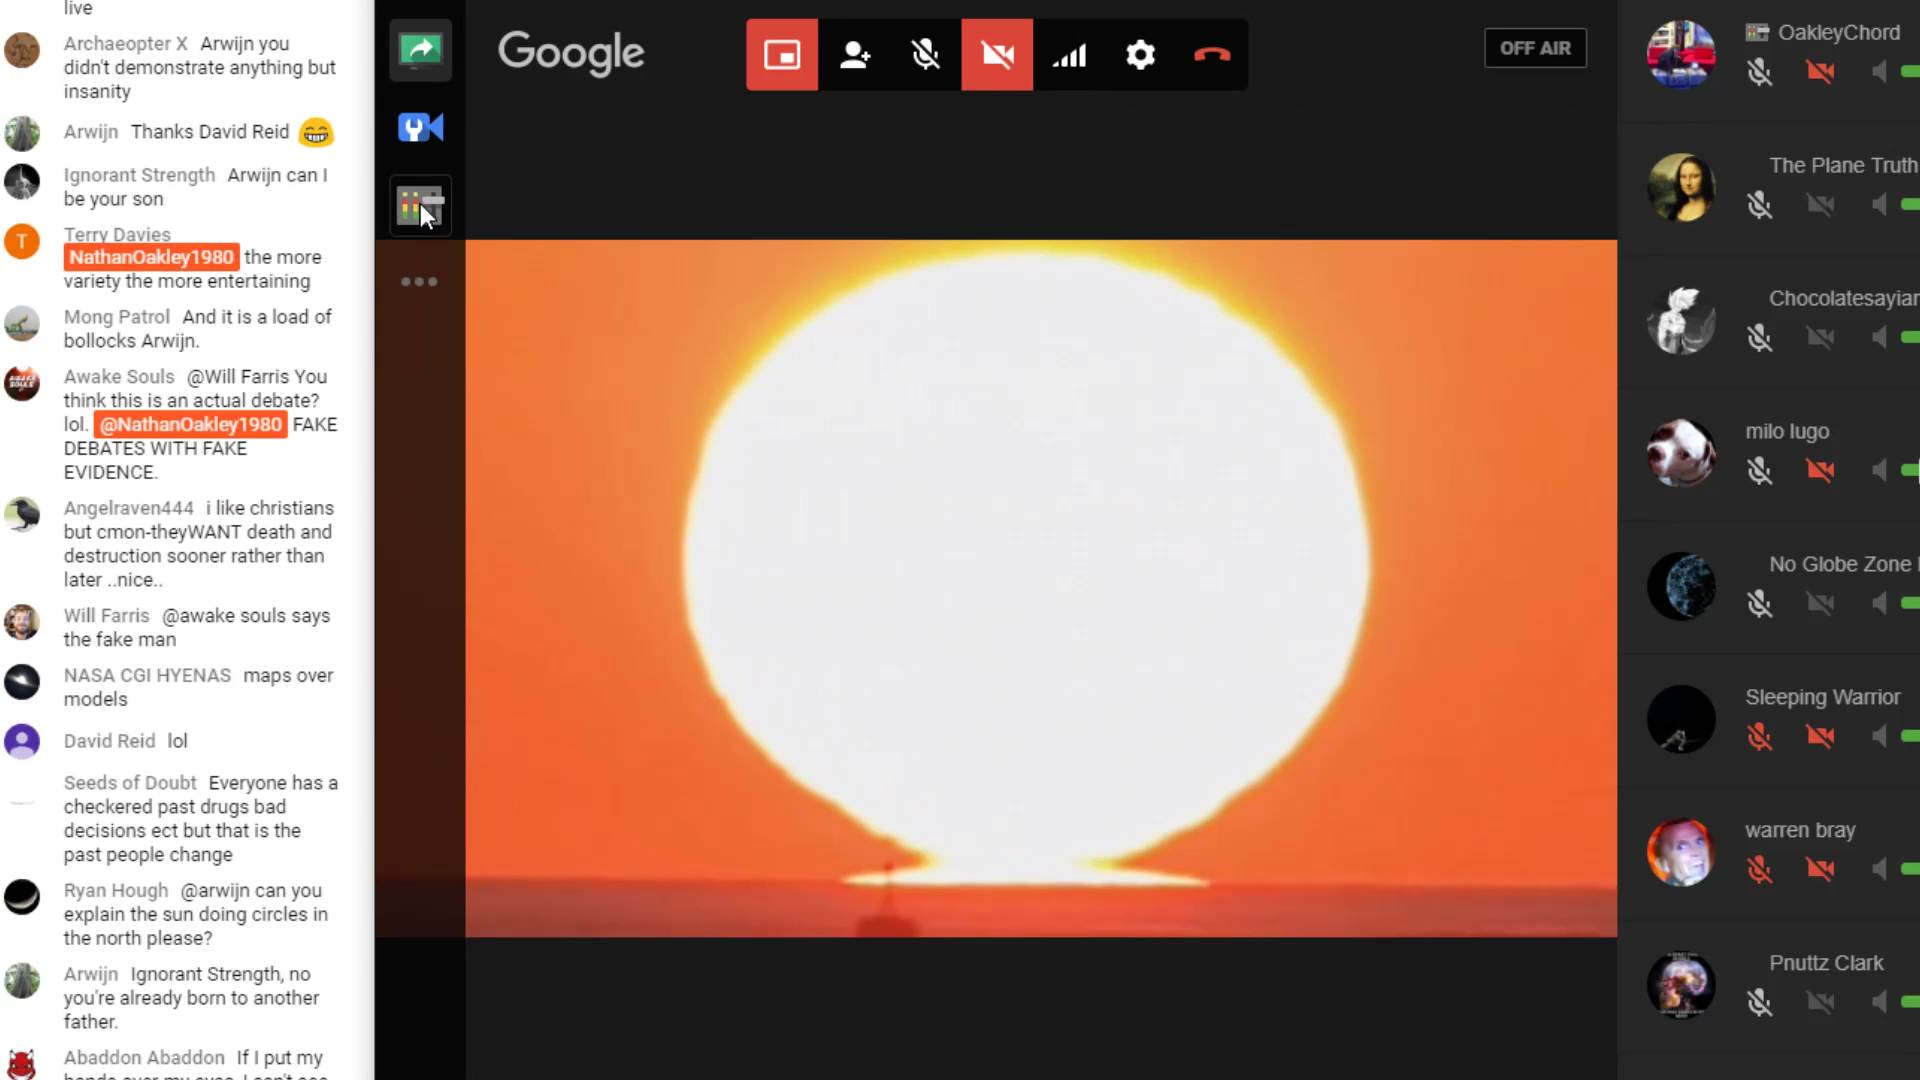 live
Archaeopter X Arwijn you
didn't demonstrate anything but
insanity
Arwijn Thanks David Reid
Ignorant Strength Arwijn can I
be your son
T
Terry Davies
NathanOakley1980 the more
variety the more entertaining
Mong Patrol And it is a load of
bollocks Arwijn.
Awake Souls @Will Farris You
think this is an actual debate?
lol. @NathanOakley1980 FAKE
DEBATES WITH FAKE
EVIDENCE.
Angelraven444 i like christians
but cmon-theyWANT death and
destruction sooner rather than
later ..nice..
Will Farris @awake souls says
the fake man
NASA CGI HYENAS maps over
models
David Reid lol
Seeds of Doubt Everyone has a
checkered past drugs bad
decisions ect but that is the
past people change
Ryan Hough @arwijn can you
explain the sun doing circles in
the north please?
Arwijn Ignorant Strength, no
you're already born to another
father.
Abaddon Abaddon If I put my
Google
OFF AIR
OakleyChord
The Plane Truth
Chocolatesayian
milo lugo
No Globe Zone
Sleeping Warrior
warren bray
Pnuttz Clark